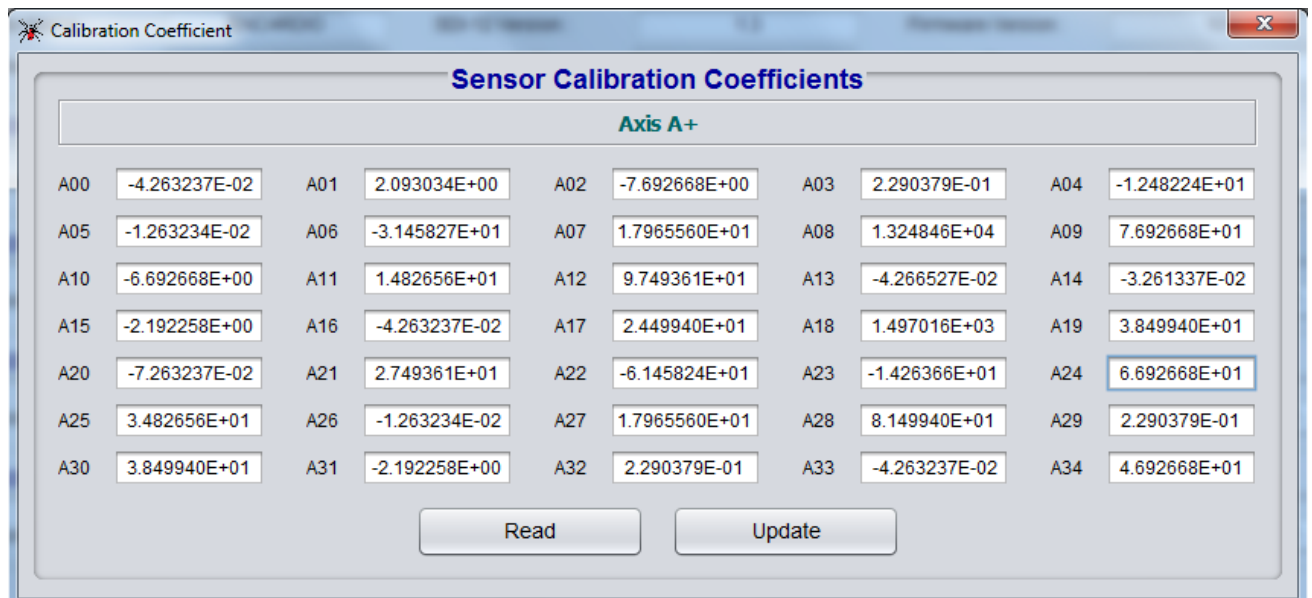 Calibration Coefficient
Sensor Calibration Coefficients
Axis A+
A00 -4.263237E-02 A01 2.093034E+00 A02 -7.692668E+00 A03 2.290379E-01 A04 -1.248224E+01
A05 -1.263234E-02 A06 -3.145827E+01 A07 1.7965560E+01 A08 1.324846E+04 A09 7.692668E+01
A10 -6.692668E+00 A11 1.482656E+01 A12 9.749361E+01 A13 -4.266527E-02 A14 -3.261337E-02
A15 -2.192258E+00 A16 -4.263237E-02 A17 2.449940E+01 A18 1.497016E+03 A19 3.849940E+01
A20 -7.263237E-02 A21 2.749361E+01 A22 -6.145824E+01 A23 -1.426366E+01 A24 6.692668E+01
A25 3.482656E+01 A26 -1.263234E-02 A27 1.7965560E+01 A28 8.149940E+01 A29 2.290379E-01
A30 3.849940E+01 A31 -2.192258E+00 A32 2.290379E-01 A33 -4.263237E-02 A34 4.692668E+01
Read Update